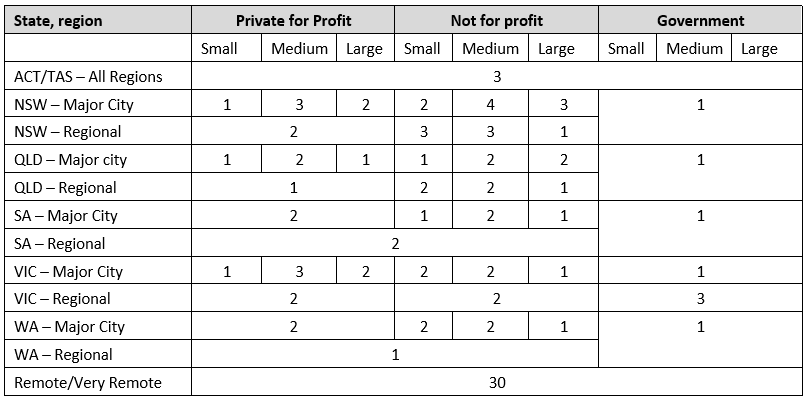 State, region Private for Profit Not for profit Government
Small Medium Large Small Medium Large Small Medium Large
ACT/TAS – All Regions 3
NSW – Major City 1 3 2 2 4 3 1
NSW – Regional 2 3 3 1
QLD – Major city 1 2 1 1 2 2 1
QLD – Regional 1 2 2 1
SA – Major City 2 1 2 1 1
SA – Regional 2
VIC – Major City 1 3 2 2 2 1 1
VIC – Regional 2 2 3
WA – Major City 2 2 2 1 1
WA – Regional 1
Remote/Very Remote 30